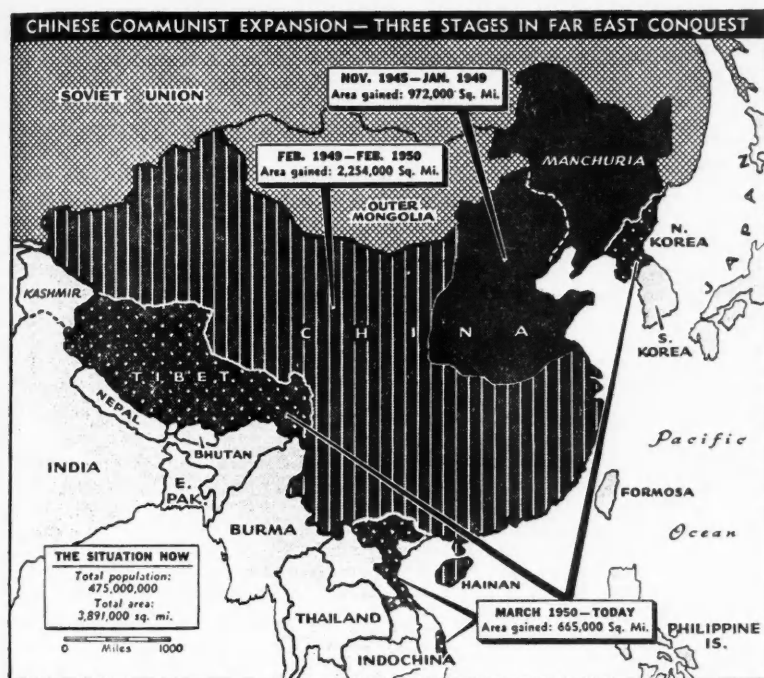 CHINESE COMMUNIST EXPANSION — THREE STAGES IN FAR EAST CONQUEST
NOV. 1945—JAN. 1949
Area gained: 972,000 Sq. Mi.
SOVIET UNION
FEB. 1949—FEB. 1950
Area gained: 2,254,000 Sq. Mi.
MANCHURIA
OUTER
MONGOLIA
JAPAN
N.
KOREA
KASHMIR
CHINA
S.
KOREA
TIBET
NEPAL
Pacific
BHUTAN
INDIA
E.
PAK.
FORMOSA
BURMA
Ocean
THE SITUATION NOW
Total population:
475,000,000
Total area:
3,891,000 sq. mi.
HAINAN
THAILAND
MARCH 1950—TODAY
Area gained: 665,000 Sq. Mi.
PHILIPPINE
IS.
0 Miles 1000
INDOCHINA